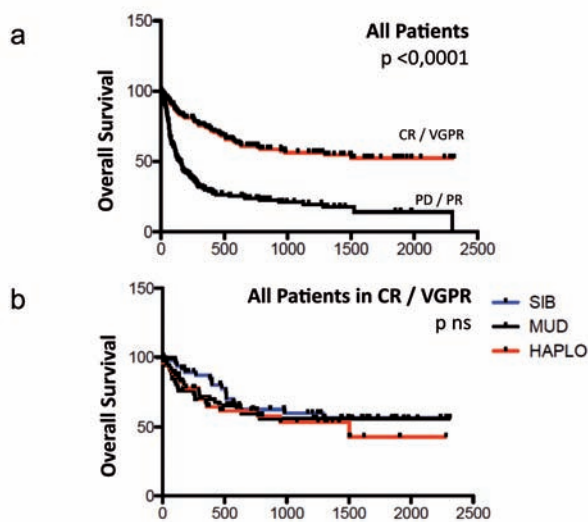 a
All Patients
p <0,0001
Overall Survival
150
100
50
0
CR / VGPR
PD / PR
0 500 1000 1500 2000 2500
b
All Patients in CR / VGPR
p ns
Overall Survival
150
100
50
0
SIB
MUD
HAPLO
0 500 1000 1500 2000 2500